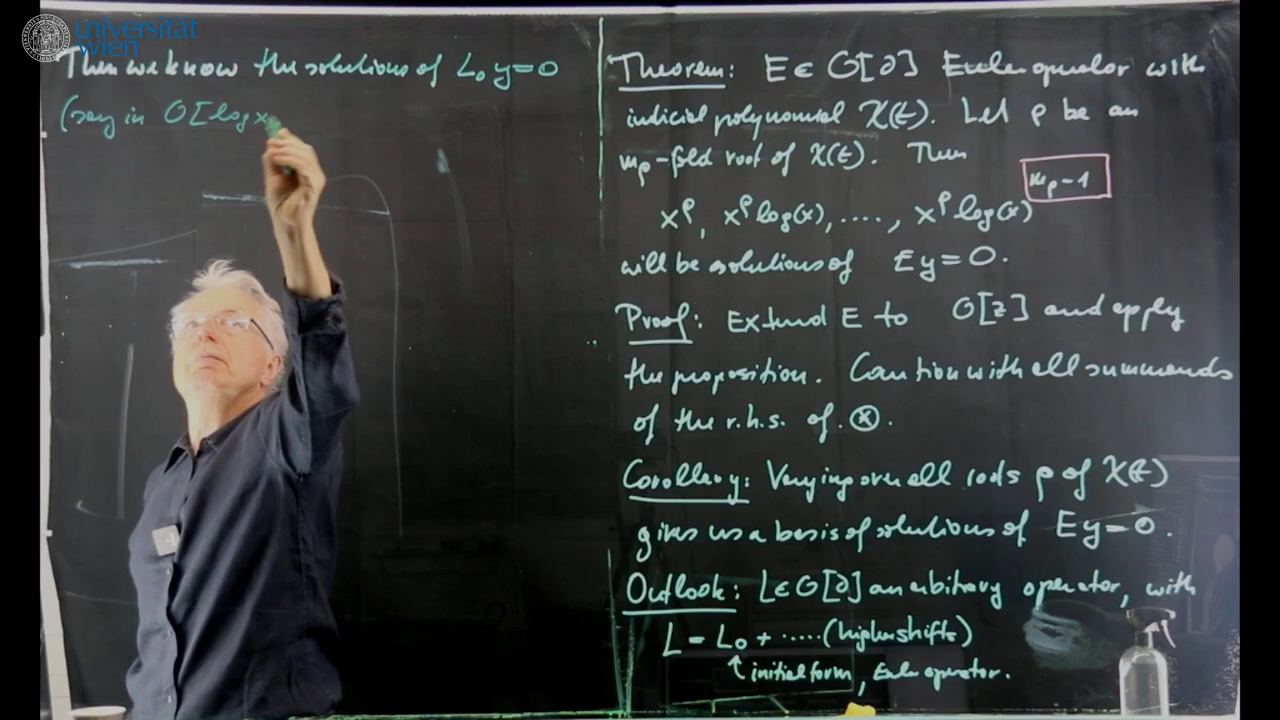 universität
wien
Then we know the solutions of L₀y=0
(say in O[log x
Theorem: E ∈ O[∂] Euler operator with
indicial polynomial χ(t). Let ρ be an
mρ-fold root of χ(t). Then
x^ρ, x^ρ log(x), ...., x^ρ log(x)^{mρ-1}
will be solutions of Ey=0.
Proof: Extend E to O[z] and apply
the proposition. Caution with all summands
of the r.h.s. of ⊛.
Corollary: Varying over all roots ρ of χ(t)
gives us a basis of solutions of Ey=0.
Outlook: L ∈ O[∂] an arbitrary operator, with
L = L₀ + ..... (higher shifts)
↑ initial form, Euler operator.